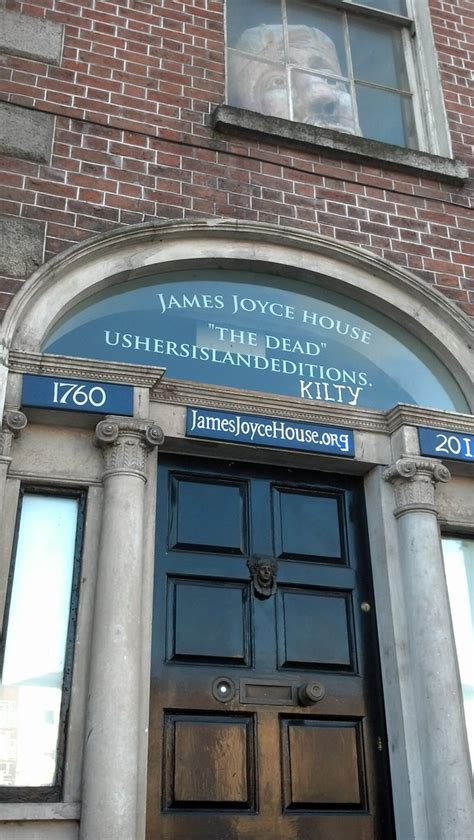 JAMES JOYCE HOUSE
"THE DEAD"
USHERSISLANDEDITIONS.
KILTY
1760
JamesJoyceHouse.org
201